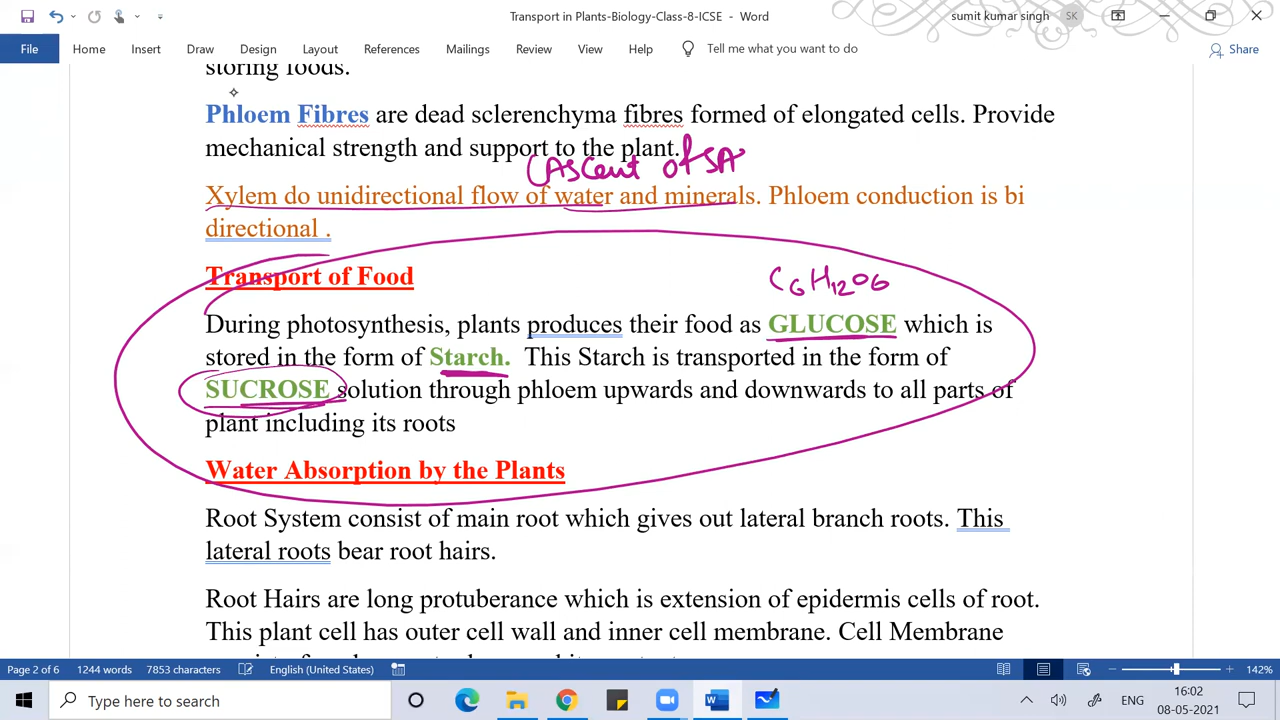 Transport in Plants-Biology-Class-8-ICSE - Word
sumit kumar singh
SK
File Home Insert Draw Design Layout References Mailings Review View Help Tell me what you want to do Share
storing foods.
Phloem Fibres are dead sclerenchyma fibres formed of elongated cells. Provide
mechanical strength and support to the plant.
(Ascent of SA
Xylem do unidirectional flow of water and minerals. Phloem conduction is bi
directional .
Transport of Food
C6H12O6
During photosynthesis, plants produces their food as GLUCOSE which is
stored in the form of Starch. This Starch is transported in the form of
SUCROSE solution through phloem upwards and downwards to all parts of
plant including its roots
Water Absorption by the Plants
Root System consist of main root which gives out lateral branch roots. This
lateral roots bear root hairs.
Root Hairs are long protuberance which is extension of epidermis cells of root.
This plant cell has outer cell wall and inner cell membrane. Cell Membrane
Page 2 of 6 1244 words 7853 characters English (United States) 142%
Type here to search
ENG
16:02
08-05-2021